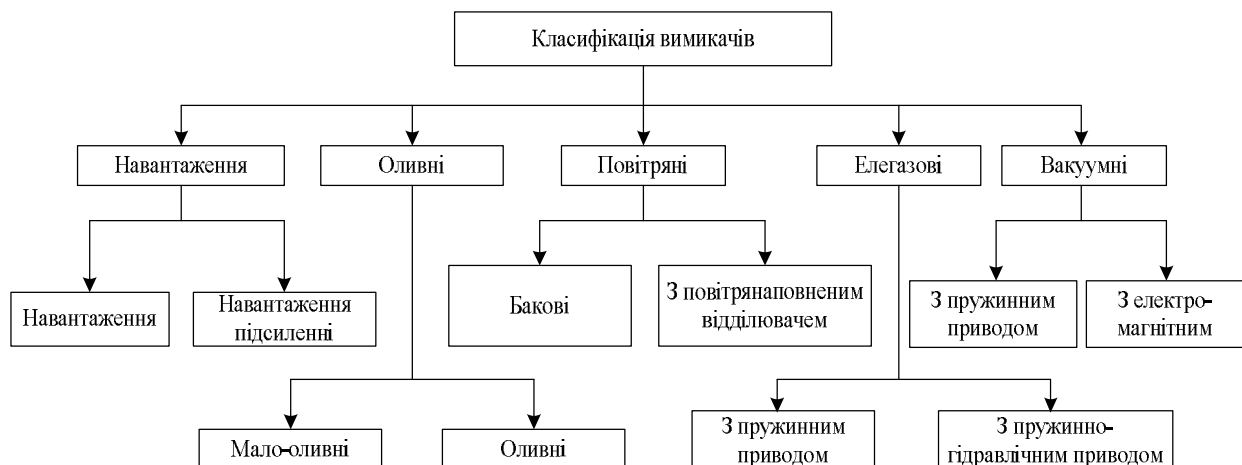 Класифікація вимикачів
Навантаження
Оливні
Повітряні
Елегазові
Вакуумні
Навантаження
Навантаження
підсиленні
Бакові
З повітрянаповненим
відділювачем
З пружинним
приводом
З електро-
магнітним
Мало-оливні
Оливні
З пружинним
приводом
З пружинно-
гідравлічним приводом